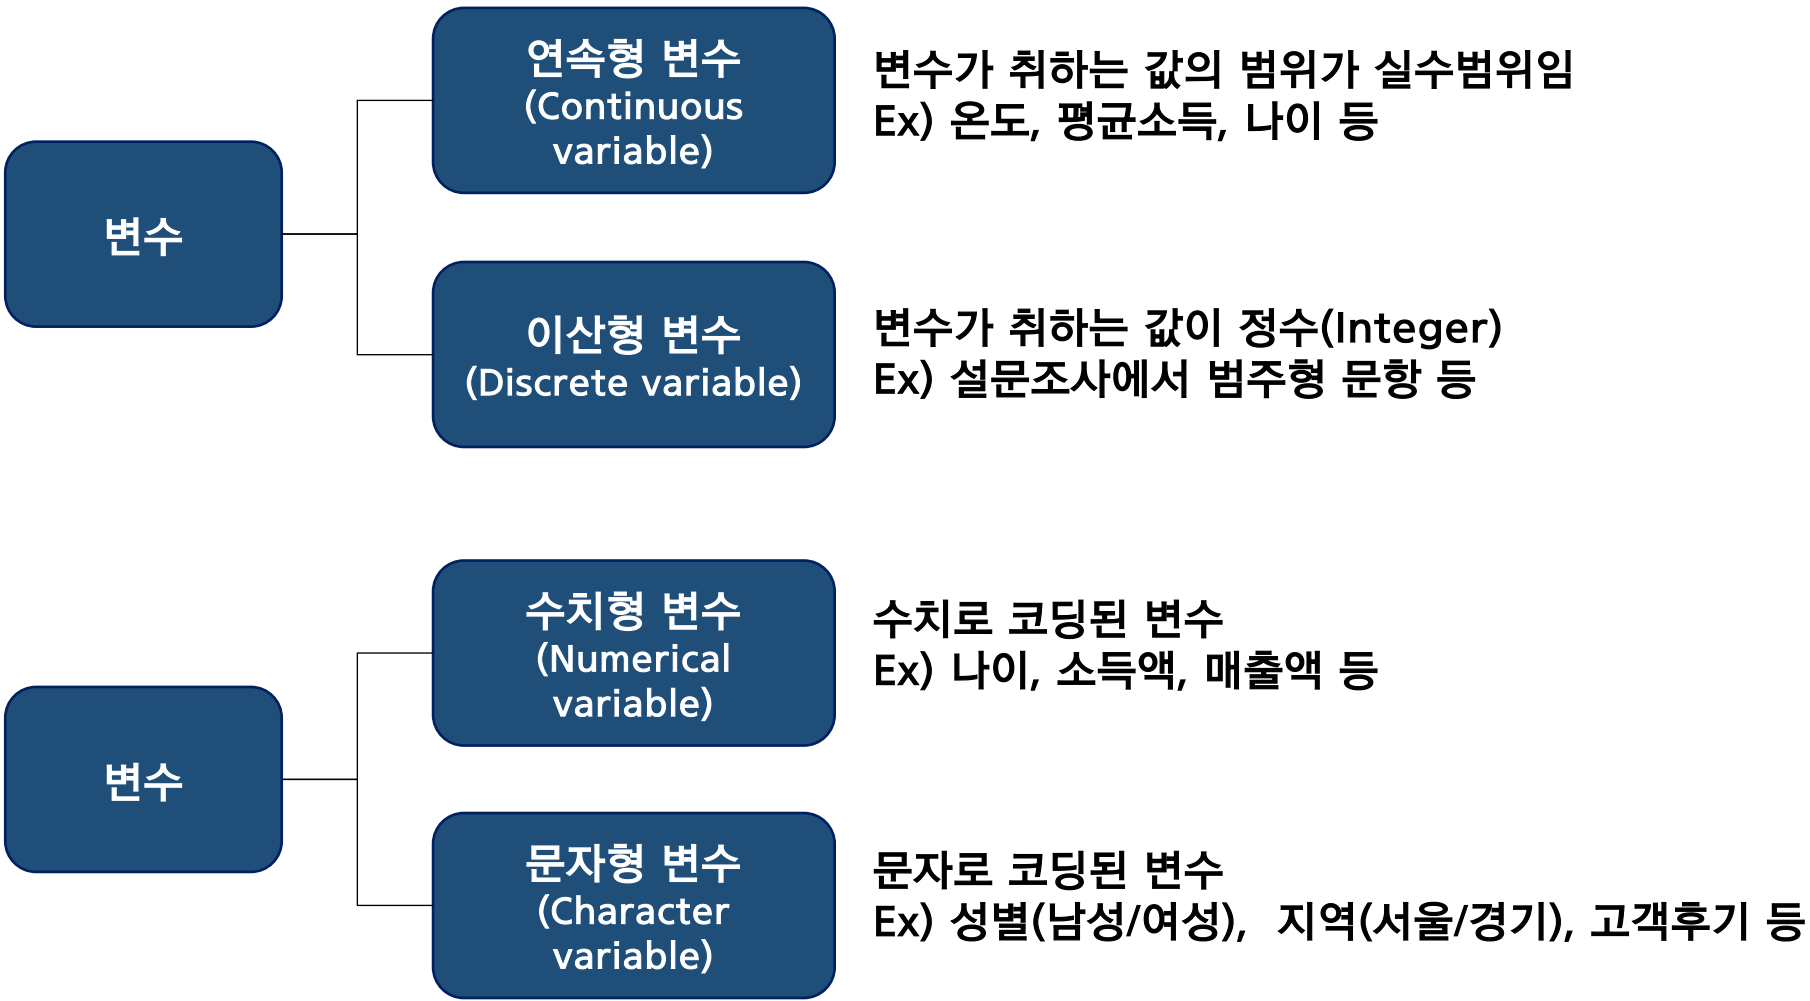 변수
연속형 변수
(Continuous
variable)
변수가 취하는 값의 범위가 실수범위임
Ex) 온도, 평균소득, 나이 등
이산형 변수
(Discrete variable)
변수가 취하는 값이 정수(Integer)
Ex) 설문조사에서 범주형 문항 등
변수
수치형 변수
(Numerical
variable)
수치로 코딩된 변수
Ex) 나이, 소득액, 매출액 등
문자형 변수
(Character
variable)
문자로 코딩된 변수
Ex) 성별(남성/여성), 지역(서울/경기), 고객후기 등